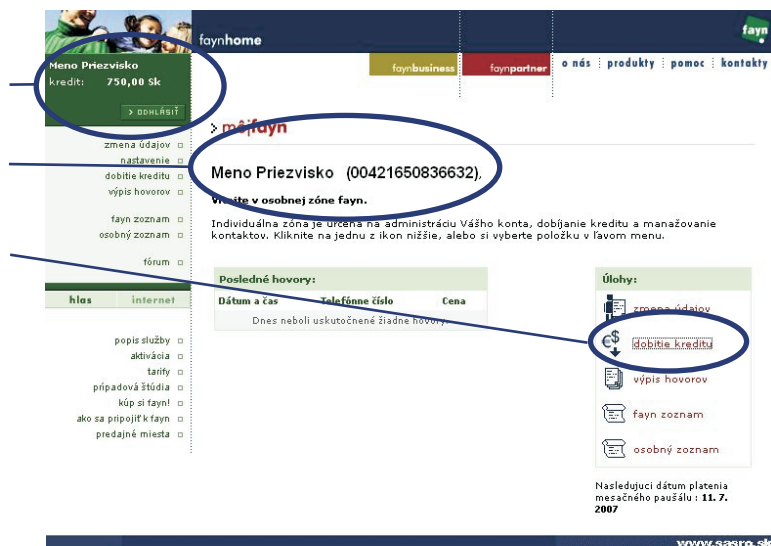 faynhome
fayn
Meno Priezvisko
kredit: 750,00 Sk
> ODHLÁSIŤ
faynbusiness
faynpartner
o nás
produkty
pomoc
kontakty
> môjfayn
zmena údajov
nastavenie
dobitie kreditu
výpis hovorov
fayn zoznam
osobný zoznam
fórum
hlas
internet
popis služby
aktivácia
tarify
prípadová štúdia
kúp si fayn!
ako sa pripojiť k fayn
predajné miesta
Meno Priezvisko (00421650836632),
Vitajte v osobnej zóne fayn.
Individuálna zóna je určená na administráciu Vášho konta, dobíjanie kreditu a manažovanie
kontaktov. Kliknite na jednu z ikon nižšie, alebo si vyberte položku v ľavom menu.
Posledné hovory:
Dátum a čas Telefónne číslo Cena
Dnes neboli uskutočnené žiadne hovory.
Úlohy:
zmena údajov
dobitie kreditu
výpis hovorov
fayn zoznam
osobný zoznam
Nasledujuci dátum platenia
mesačného paušálu : 11. 7.
2007
www.sasro.sk